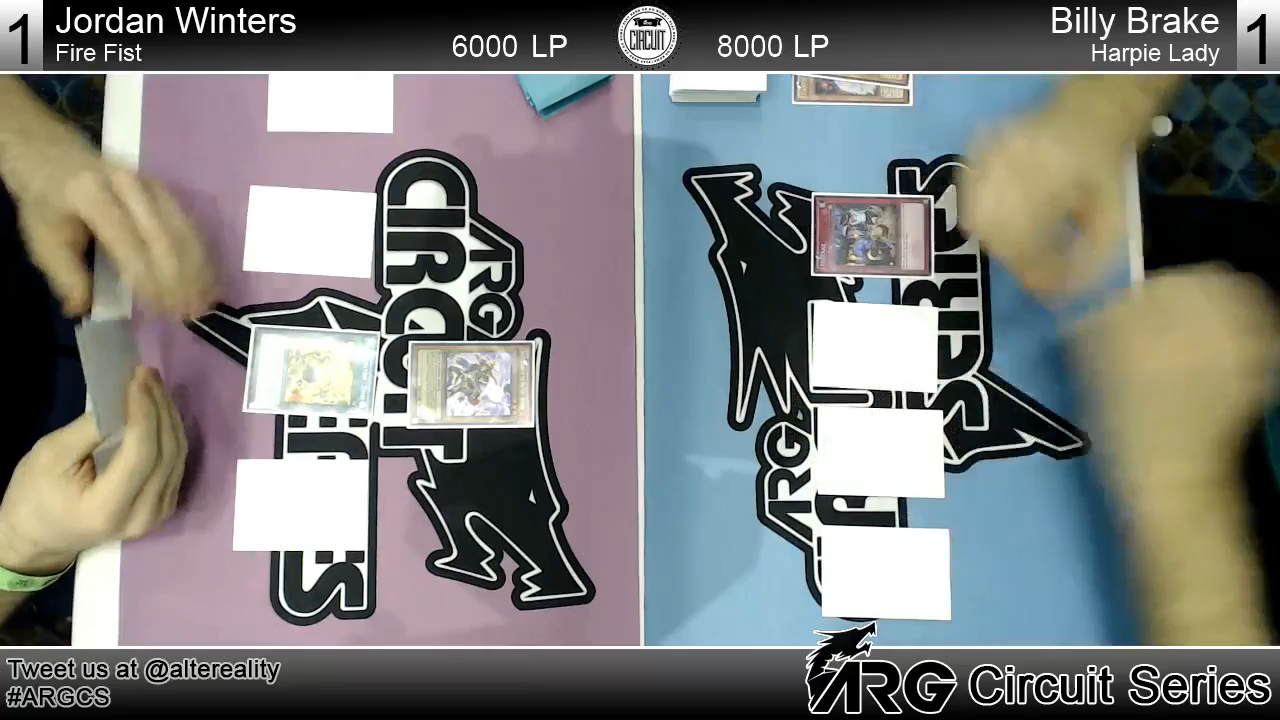 1
Jordan Winters
Fire Fist
6000 LP
CIRCUIT
8000 LP
Billy Brake
Harpie Lady
1
CIRCUIT
ARG
SERIES
SERIES
ARG
Tweet us at @altereality
#ARGCS
ARG Circuit Series